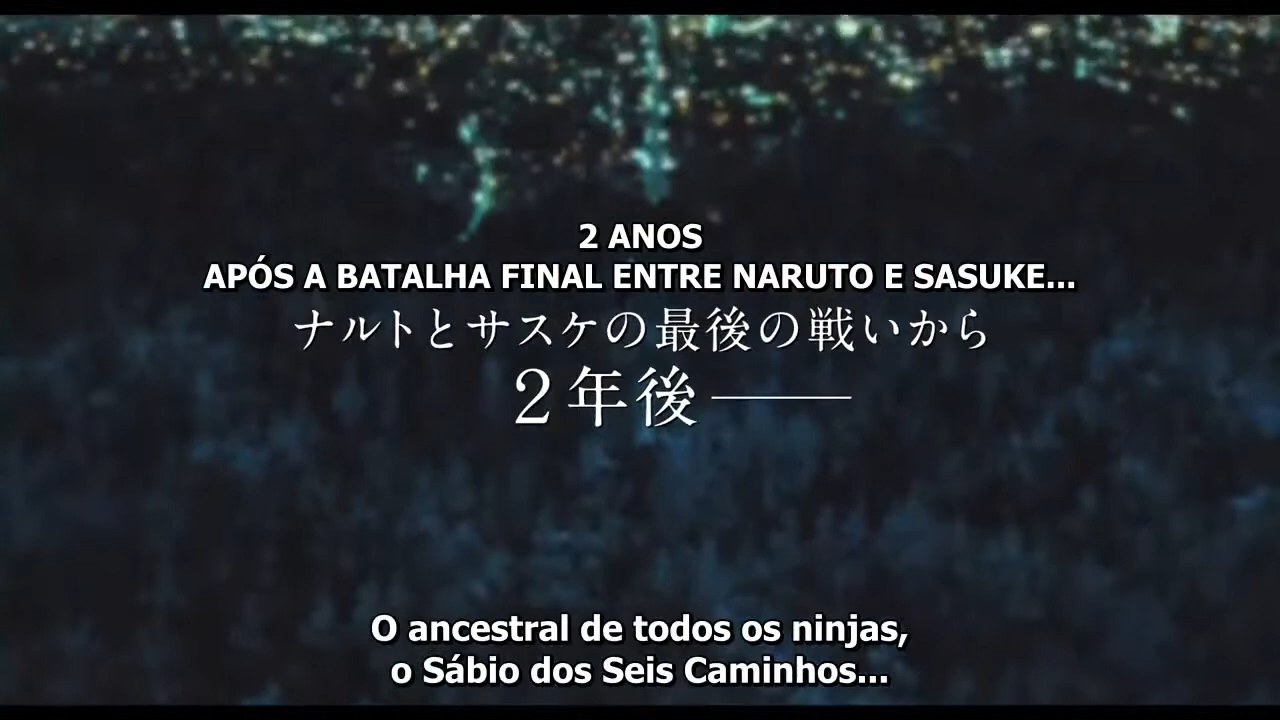 2 ANOS
APÓS A BATALHA FINAL ENTRE NARUTO E SASUKE...
ナルトとサスケの最後の戦いから
２年後――
O ancestral de todos os ninjas,
o Sábio dos Seis Caminhos...